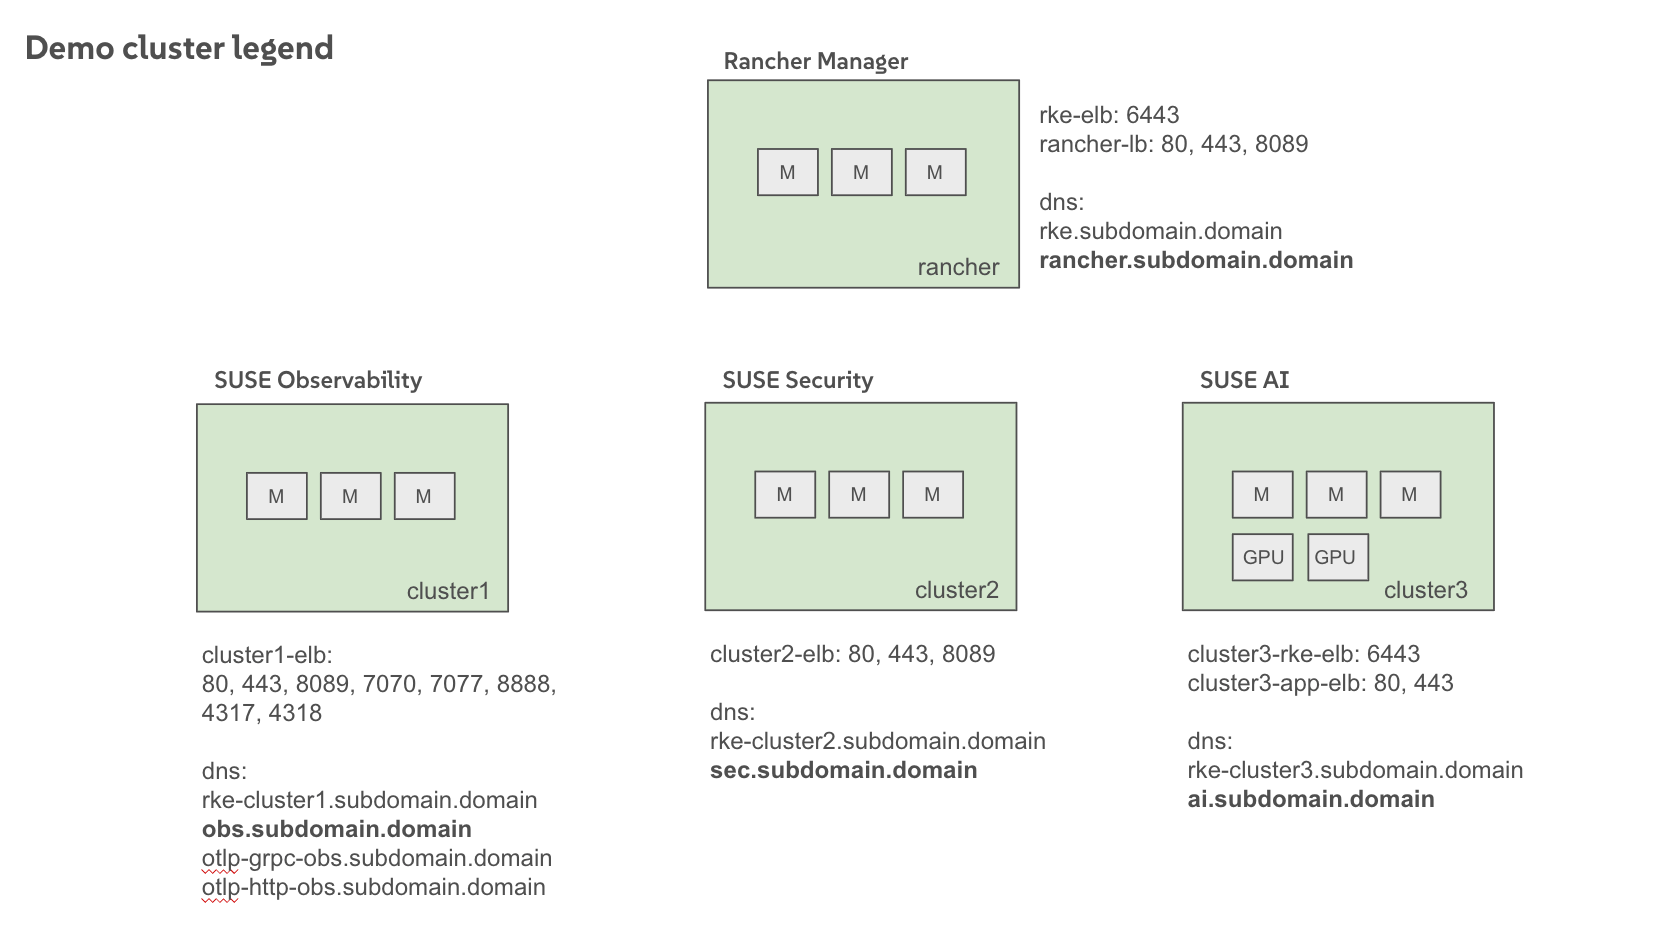 Demo cluster legend
Rancher Manager
M M M
rancher
rke-elb: 6443
rancher-lb: 80, 443, 8089
dns:
rke.subdomain.domain
rancher.subdomain.domain
SUSE Observability
M M M
cluster1
cluster1-elb:
80, 443, 8089, 7070, 7077, 8888,
4317, 4318
dns:
rke-cluster1.subdomain.domain
obs.subdomain.domain
otlp-grpc-obs.subdomain.domain
otlp-http-obs.subdomain.domain
SUSE Security
M M M
cluster2
cluster2-elb: 80, 443, 8089
dns:
rke-cluster2.subdomain.domain
sec.subdomain.domain
SUSE AI
M M M
GPU GPU
cluster3
cluster3-rke-elb: 6443
cluster3-app-elb: 80, 443
dns:
rke-cluster3.subdomain.domain
ai.subdomain.domain